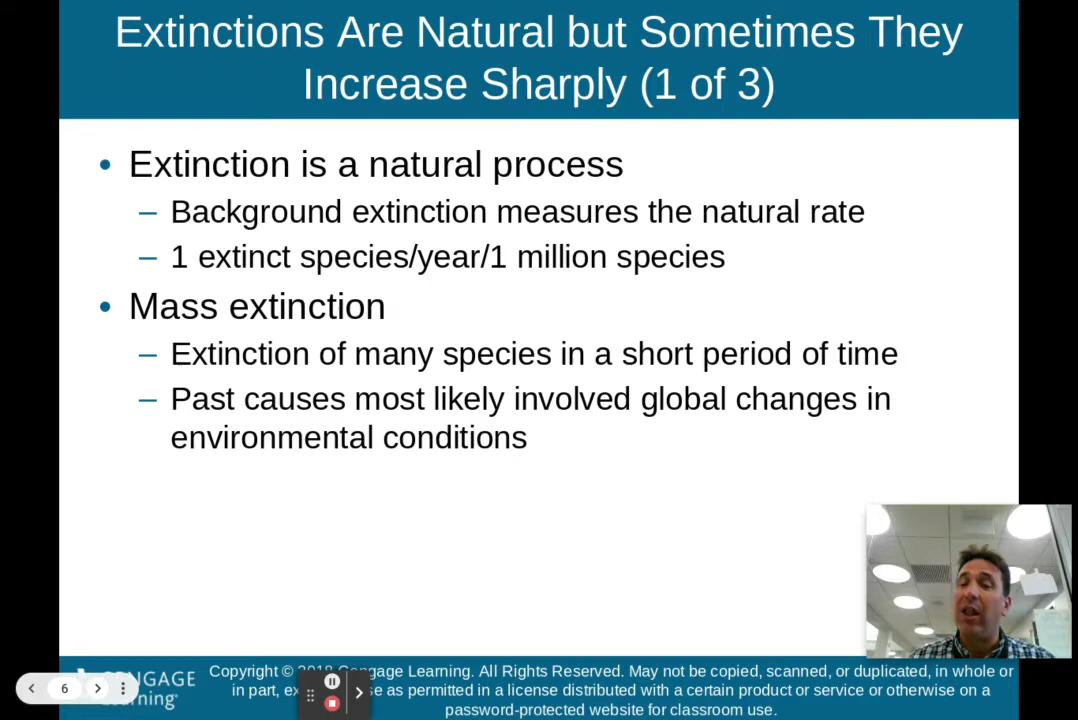 Extinctions Are Natural but Sometimes They
Increase Sharply (1 of 3)
• Extinction is a natural process
– Background extinction measures the natural rate
– 1 extinct species/year/1 million species
• Mass extinction
– Extinction of many species in a short period of time
– Past causes most likely involved global changes in
environmental conditions
CENGAGE
Learning®
Copyright © 2018 Cengage Learning. All Rights Reserved. May not be copied, scanned, or duplicated, in whole or
in part, as permitted in a license distributed with a certain product or service or otherwise on a
password-protected website for classroom use.
6